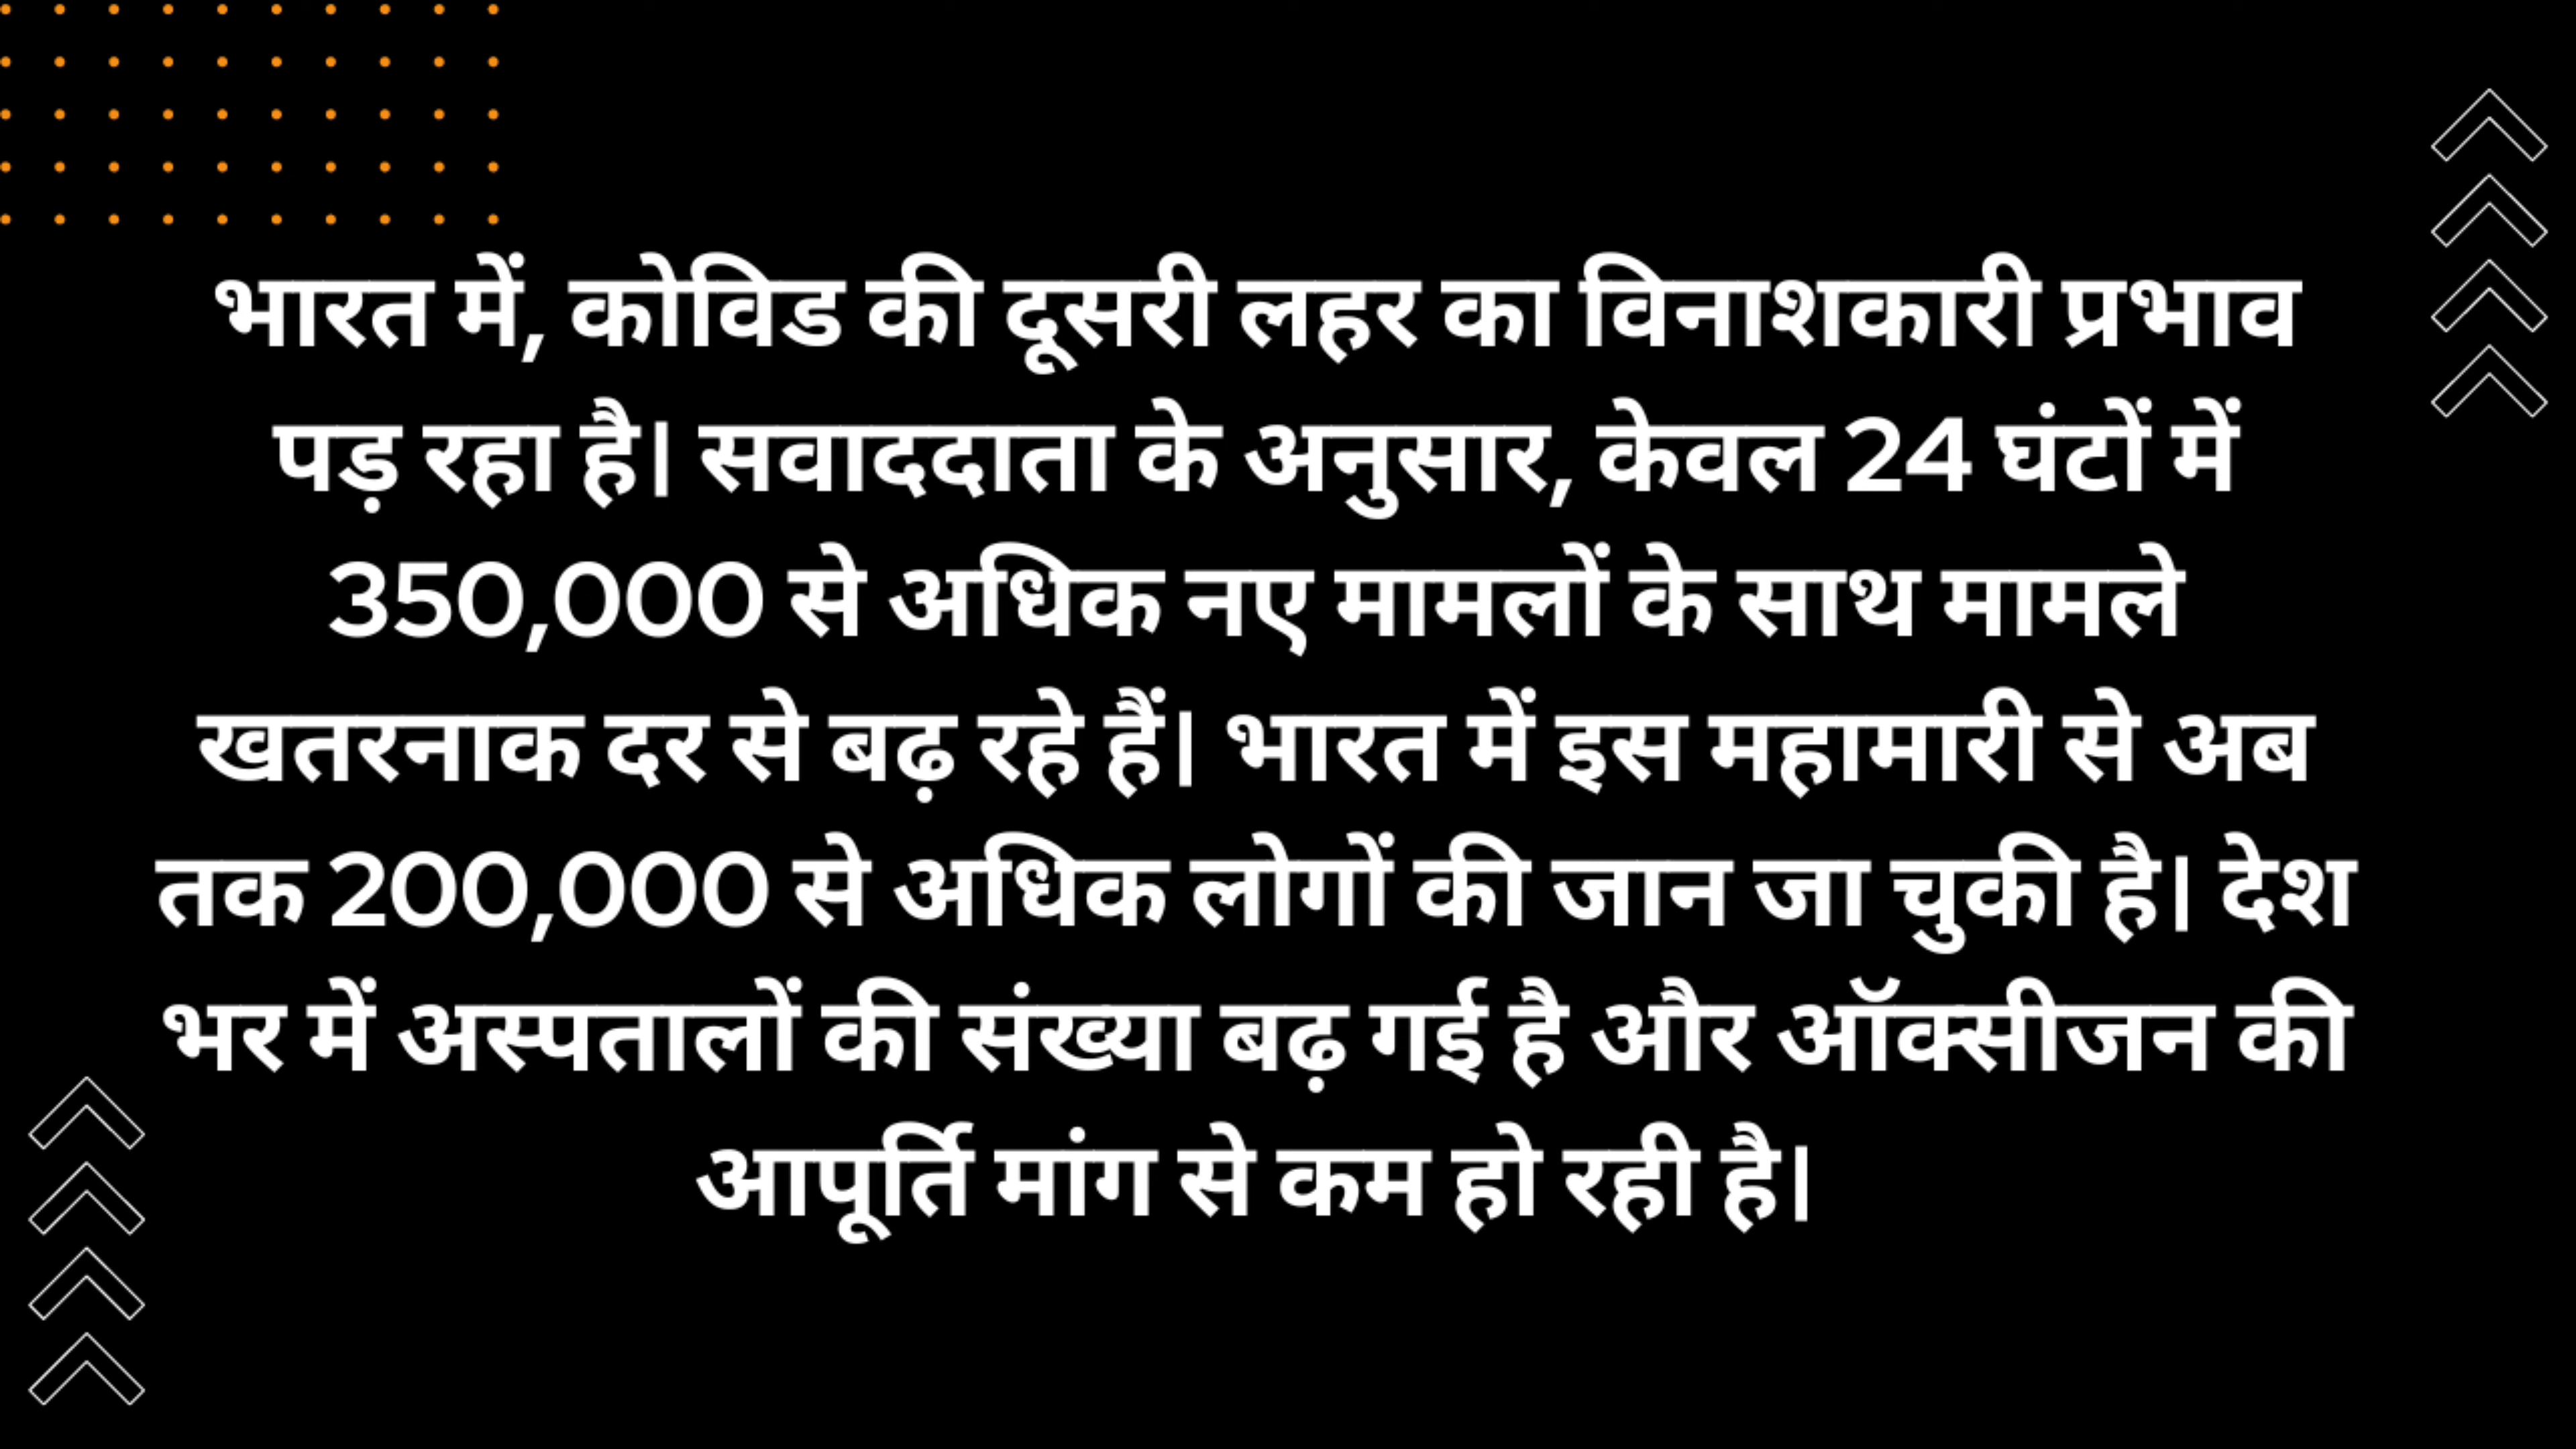 भारत में, कोविड की दूसरी लहर का विनाशकारी प्रभाव
पड़ रहा है। सवाददाता के अनुसार, केवल 24 घंटों में
350,000 से अधिक नए मामलों के साथ मामले
खतरनाक दर से बढ़ रहे हैं। भारत में इस महामारी से अब
तक 200,000 से अधिक लोगों की जान जा चुकी है। देश
भर में अस्पतालों की संख्या बढ़ गई है और ऑक्सीजन की
आपूर्ति मांग से कम हो रही है।